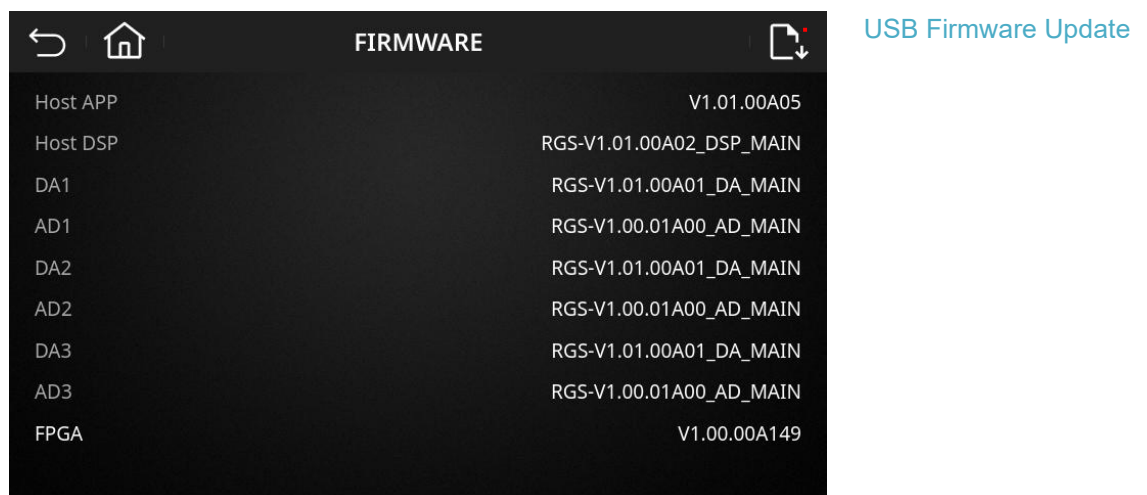 FIRMWARE
USB Firmware Update
Host APP V1.01.00A05
Host DSP RGS-V1.01.00A02_DSP_MAIN
DA1 RGS-V1.01.00A01_DA_MAIN
AD1 RGS-V1.00.01A00_AD_MAIN
DA2 RGS-V1.01.00A01_DA_MAIN
AD2 RGS-V1.00.01A00_AD_MAIN
DA3 RGS-V1.01.00A01_DA_MAIN
AD3 RGS-V1.00.01A00_AD_MAIN
FPGA V1.00.00A149